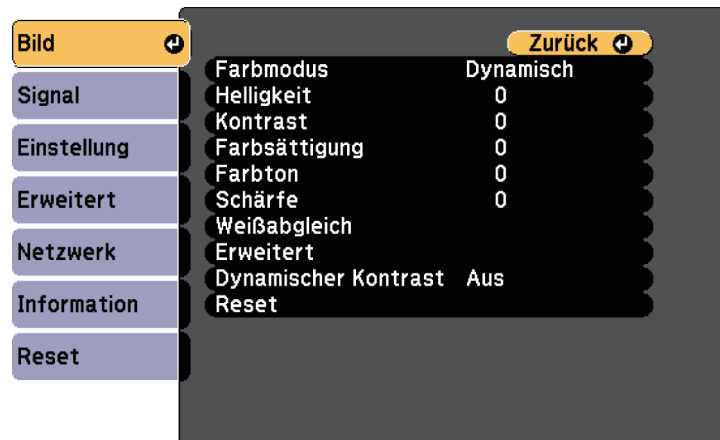 Bild
Signal
Einstellung
Erweitert
Netzwerk
Information
Reset
Zurück
Farbmodus Dynamisch
Helligkeit 0
Kontrast 0
Farbsättigung 0
Farbton 0
Schärfe 0
Weißabgleich
Erweitert
Dynamischer Kontrast Aus
Reset